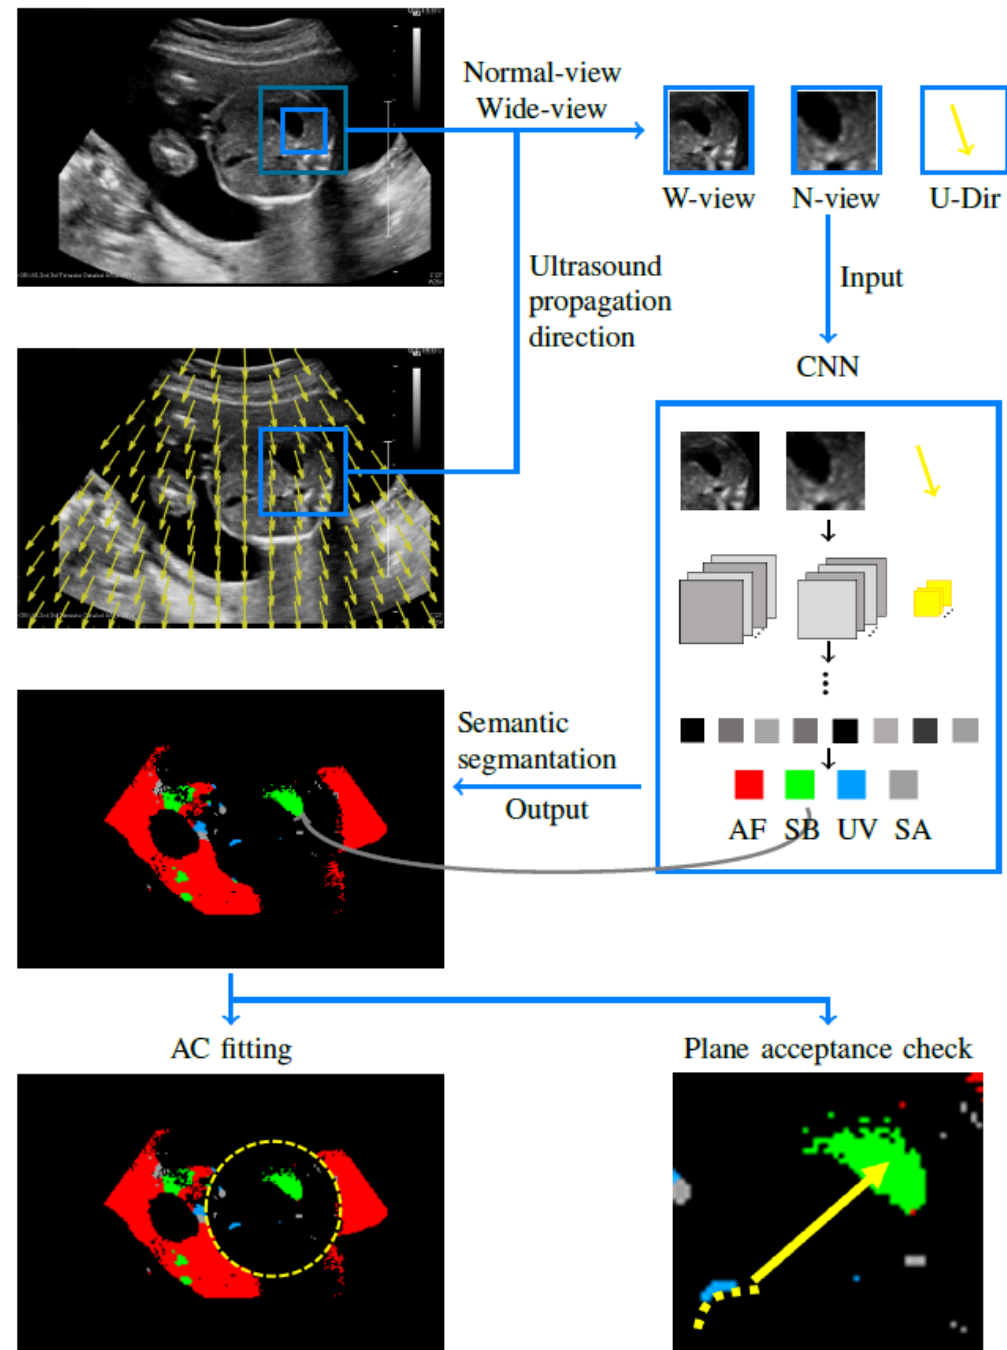 Normal-view
Wide-view
W-view
N-view
U-Dir
Ultrasound
propagation
direction
Input
CNN
Semantic
segmantation
Output
AF
SB
UV
SA
AC fitting
Plane acceptance check